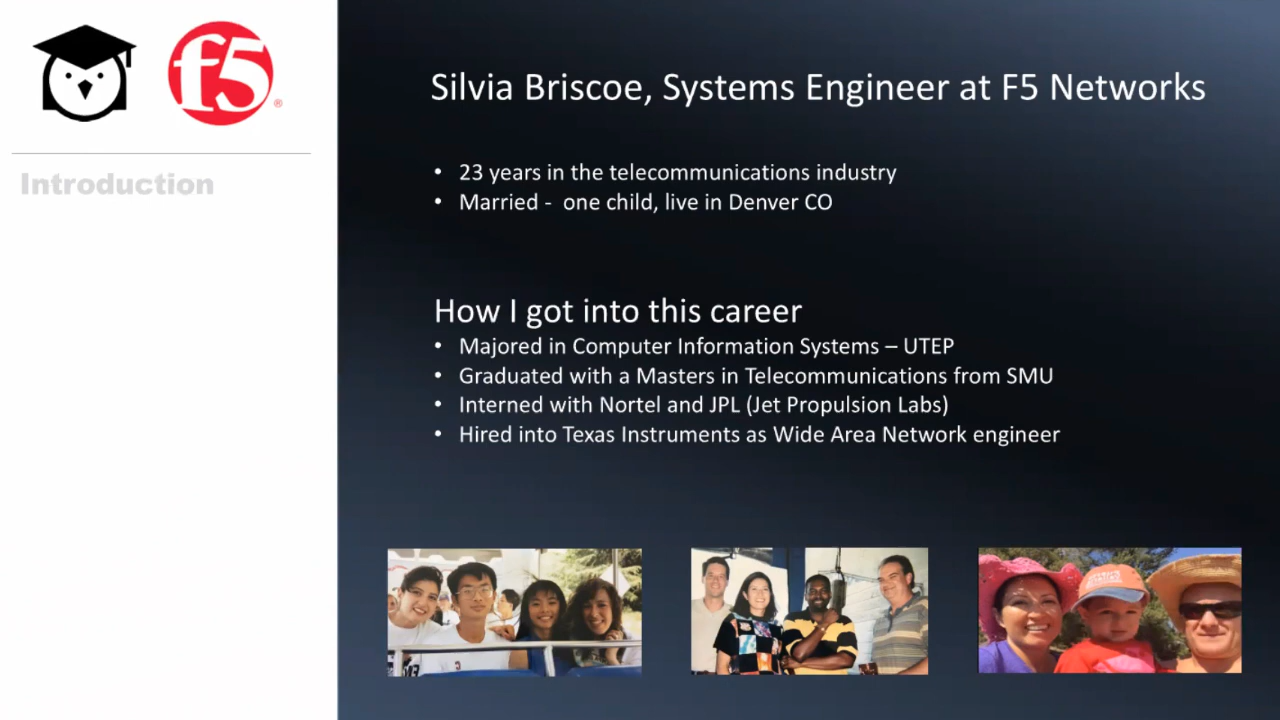 f5
Introduction
Silvia Briscoe, Systems Engineer at F5 Networks
• 23 years in the telecommunications industry
• Married -  one child, live in Denver CO
How I got into this career
• Majored in Computer Information Systems – UTEP
• Graduated with a Masters in Telecommunications from SMU
• Interned with Nortel and JPL (Jet Propulsion Labs)
• Hired into Texas Instruments as Wide Area Network engineer